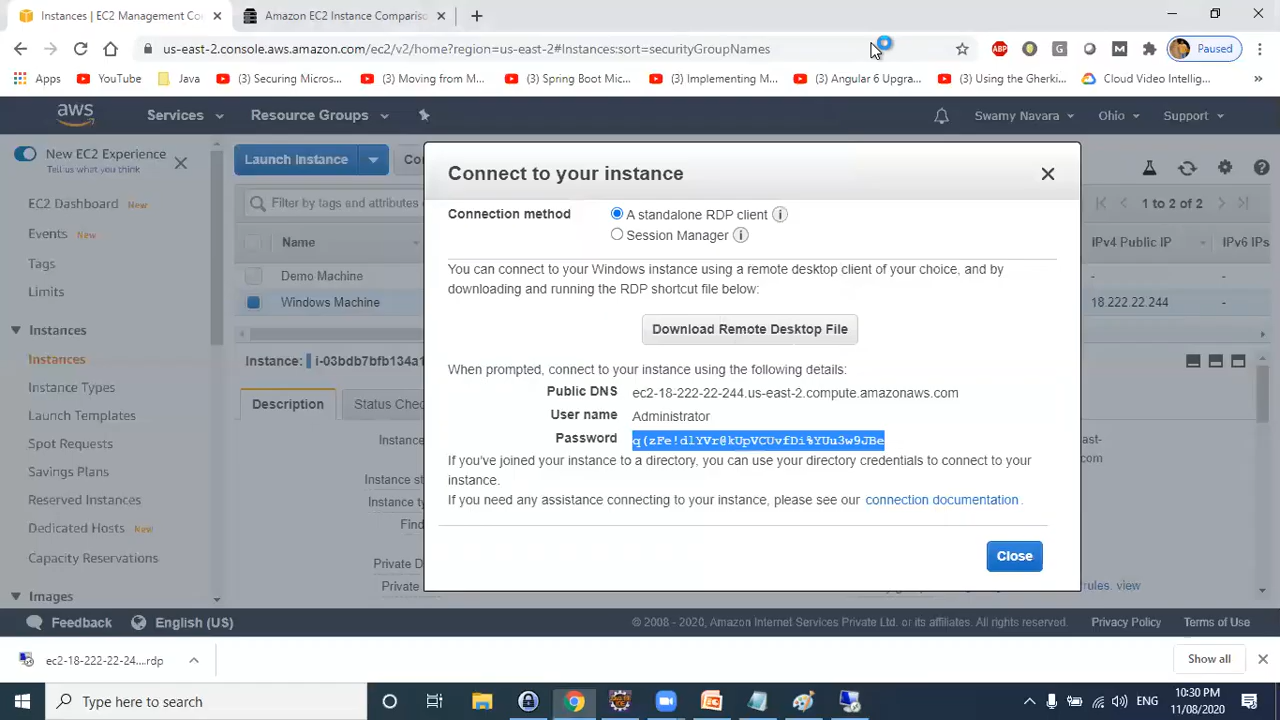 Instances | EC2 Management Co
Amazon EC2 Instance Compariso
us-east-2.console.aws.amazon.com/ec2/v2/home?region=us-east-2#Instances:sort=securityGroupNames
ABP
G
M
Paused
Apps
YouTube
Java
(3) Securing Micros...
(3) Moving from M...
(3) Spring Boot Mic...
(3) Implementing M...
(3) Angular 6 Upgra...
(3) Using the Gherki...
Cloud Video Intellig...
aws
Services
Resource Groups
Swamy Navara
Ohio
Support
New EC2 Experience
Tell us what you think
EC2 Dashboard New
Events New
Tags
Limits
Instances
Instances
Instance Types
Launch Templates
Spot Requests
Savings Plans
Reserved Instances
Dedicated Hosts New
Capacity Reservations
Images
Launch Instance
Co
Filter by tags and attributes
1 to 2 of 2
Name
IPv4 Public IP
IPv6 IPs
Demo Machine
-
-
Windows Machine
18.222.22.244
-
Instance:
i-03bdb7bfb134a1
Description
Status Chec
Instance
Instance st
Instance ty
Find
Private D
Private
east-
com
rules. view
Connect to your instance
Connection method
A standalone RDP client
Session Manager
You can connect to your Windows instance using a remote desktop client of your choice, and by
downloading and running the RDP shortcut file below:
Download Remote Desktop File
When prompted, connect to your instance using the following details:
Public DNS ec2-18-222-22-244.us-east-2.compute.amazonaws.com
User name Administrator
Password q(zFe!dlYVr@kUpVCUvfDi%YUu3w9JBe
If you've joined your instance to a directory, you can use your directory credentials to connect to your
instance.
If you need any assistance connecting to your instance, please see our connection documentation .
Close
Feedback
English (US)
© 2008 - 2020, Amazon Internet Services Private Ltd. or its affiliates. All rights reserved.
Privacy Policy
Terms of Use
ec2-18-222-22-24....rdp
Show all
Type here to search
ENG
10:30 PM
11/08/2020